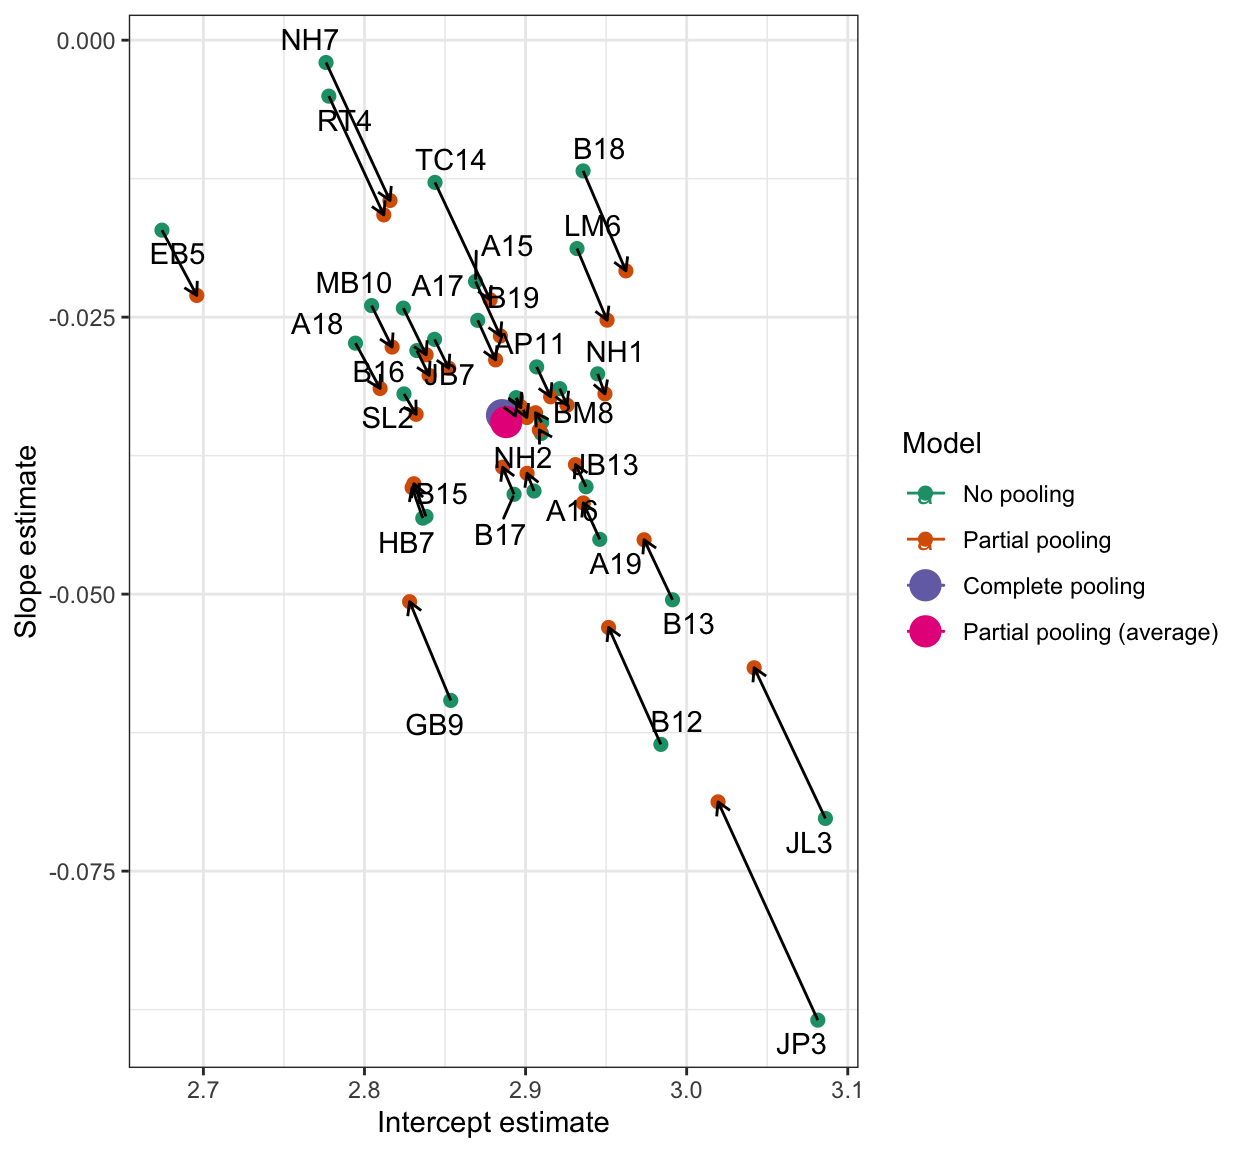 NH7
0.000
RT4
TC14
B18
LM6
A15
EB5
MB10
A17
B19
-0.025
A18
AP11
NH1
B16
JB7
SL2
BM8
NH2
JB13
B15
A16
B17
HB7
A19
-0.050
B13
B12
GB9
JL3
-0.075
JP3
2.7
2.8
2.9
3.0
3.1
Intercept estimate
Slope estimate
Model
No pooling
Partial pooling
Complete pooling
Partial pooling (average)